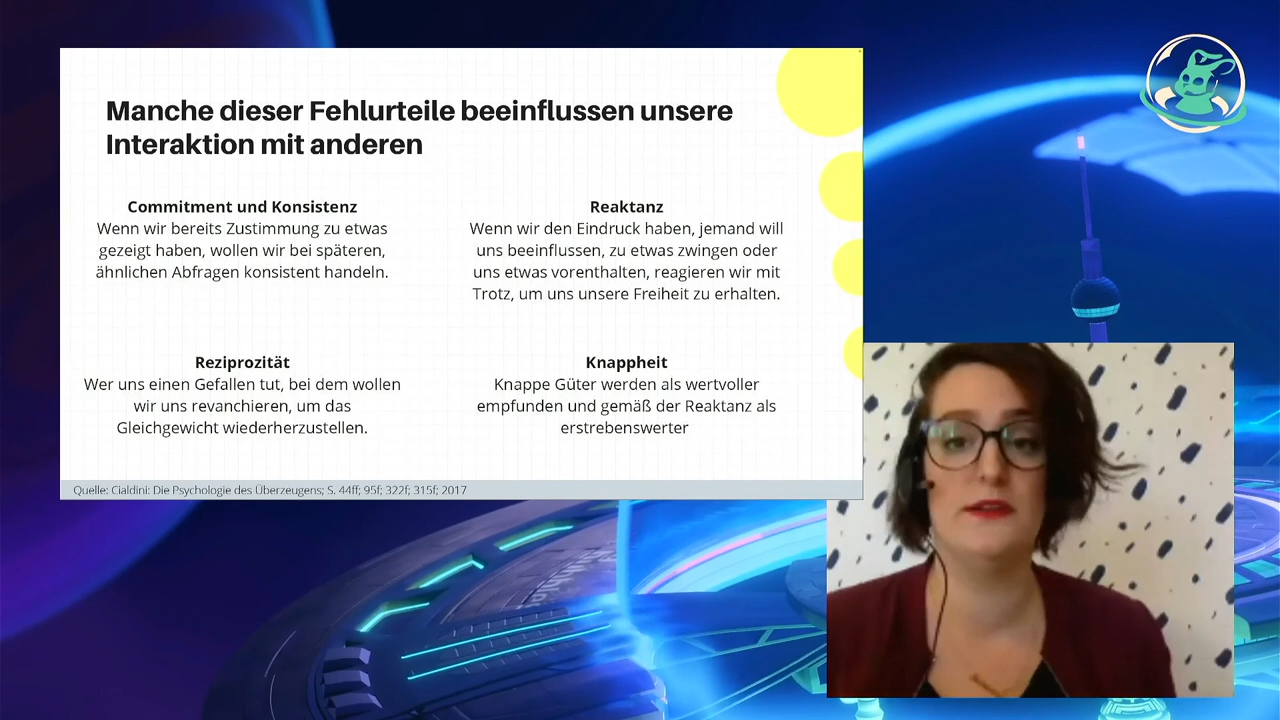 Manche dieser Fehlurteile beeinflussen unsere
Interaktion mit anderen
Commitment und Konsistenz
Wenn wir bereits Zustimmung zu etwas
gezeigt haben, wollen wir bei späteren,
ähnlichen Abfragen konsistent handeln.
Reaktanz
Wenn wir den Eindruck haben, jemand will
uns beeinflussen, zu etwas zwingen oder
uns etwas vorenthalten, reagieren wir mit
Trotz, um uns unsere Freiheit zu erhalten.
Reziprozität
Wer uns einen Gefallen tut, bei dem wollen
wir uns revanchieren, um das
Gleichgewicht wiederherzustellen.
Knappheit
Knappe Güter werden als wertvoller
empfunden und gemäß der Reaktanz als
erstrebenswerter
Quelle: Cialdini: Die Psychologie des Überzeugens; S. 44ff; 95f; 322f; 315f; 2017